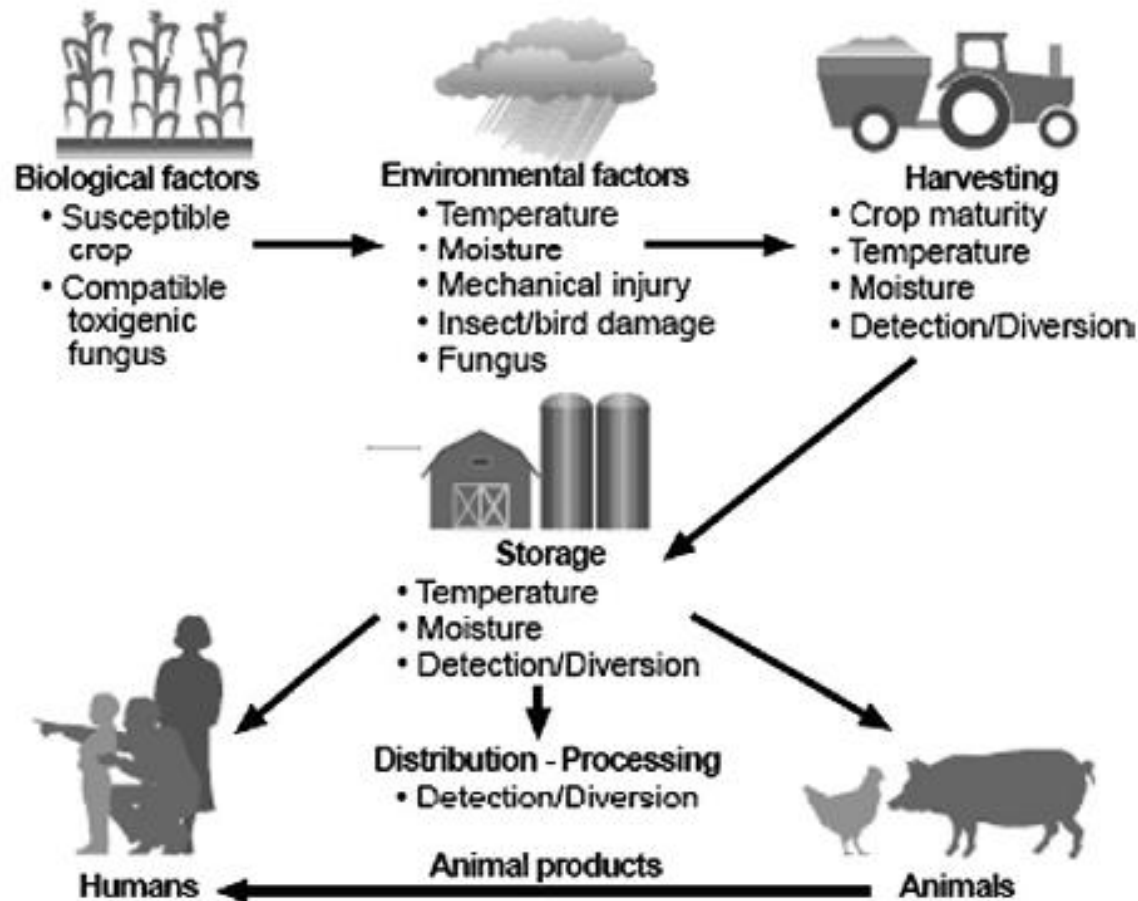 Biological factors
• Susceptible
crop
• Compatible
toxigenic
fungus
Environmental factors
• Temperature
• Moisture
• Mechanical injury
• Insect/bird damage
• Fungus
Harvesting
• Crop maturity
• Temperature
• Moisture
• Detection/Diversion
Storage
• Temperature
• Moisture
• Detection/Diversion
Distribution - Processing
• Detection/Diversion
Animal products
Humans
Animals